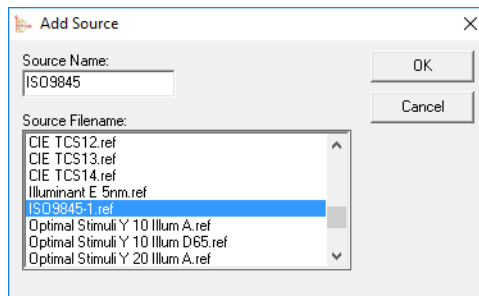 Add Source
Source Name:
OK
ISO9845
Cancel
Source Filename:
CIE TCS12.ref
CIE TCS13.ref
CIE TCS14.ref
Illuminant E 5nm.ref
ISO9845-1.ref
Optimal Stimuli Y 10 Illum A.ref
Optimal Stimuli Y 10 Illum D65.ref
Optimal Stimuli Y 20 Illum A.ref